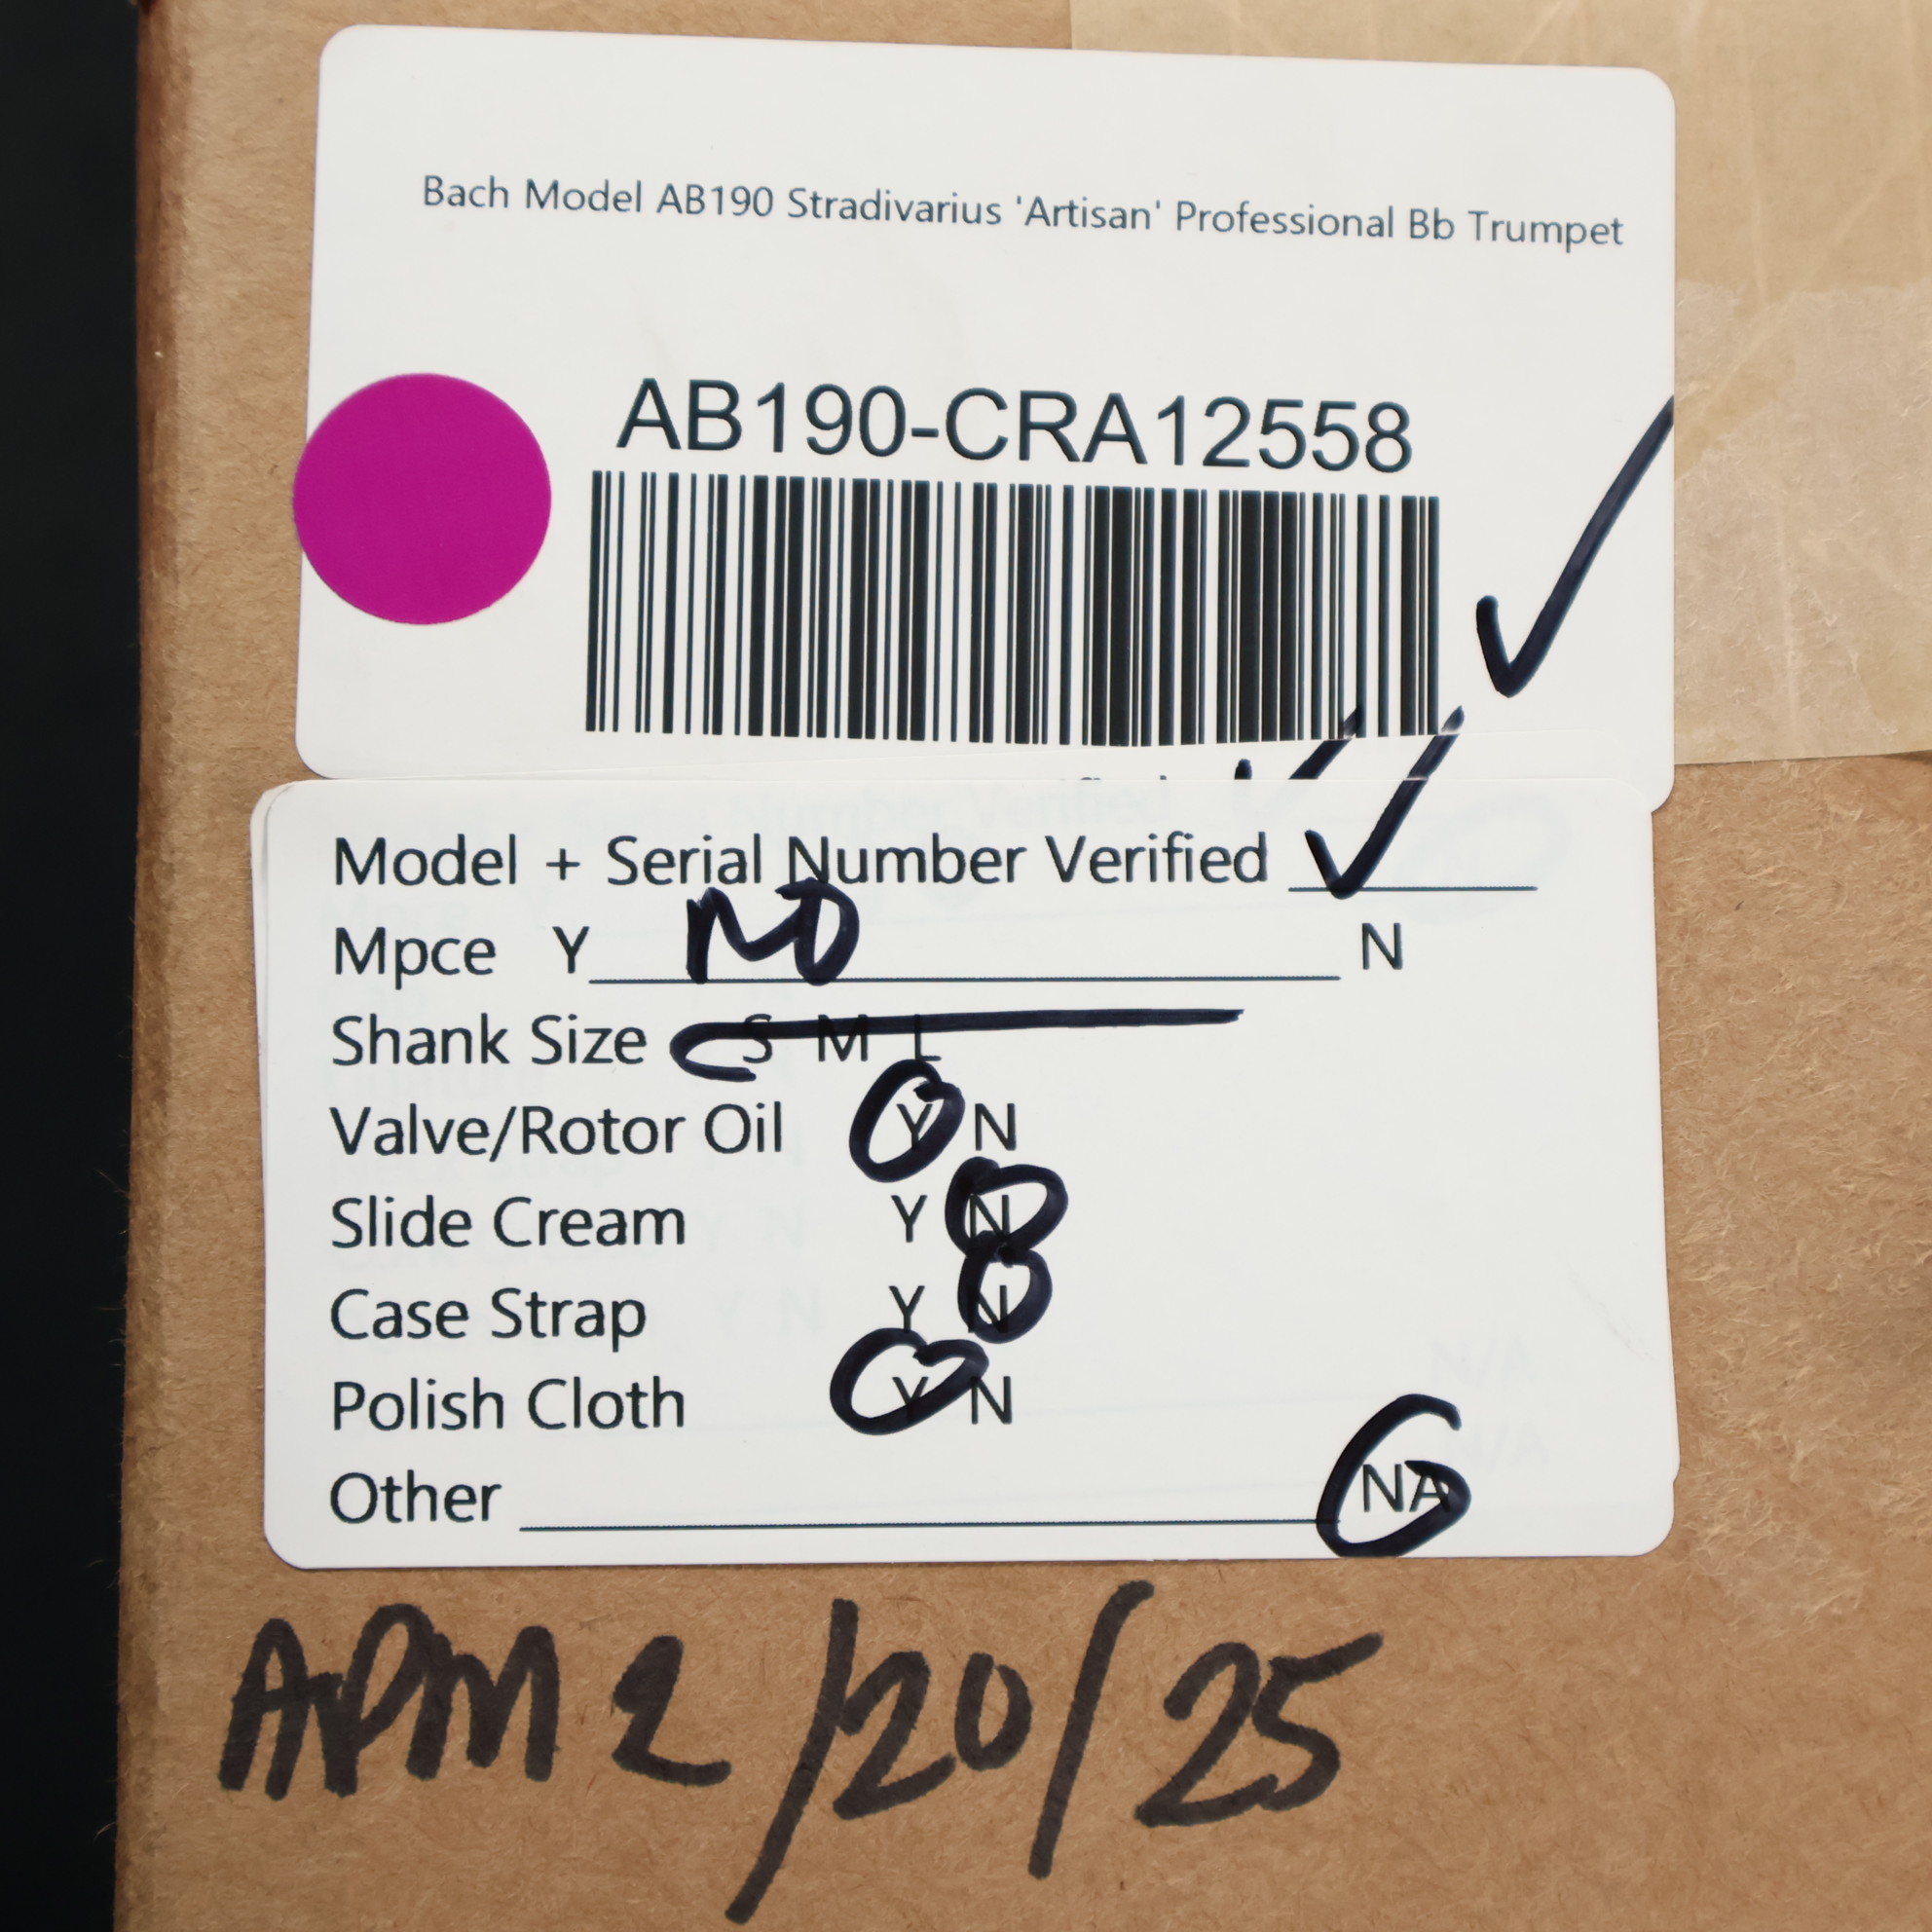 Bach Model AB190 Stradivarius 'Artisan' Professional Bb Trumpet
AB190-CRA12558
Model + Serial Number Verified ✓
Mpce Y NO N
Shank Size S M L
Valve/Rotor Oil Y N
Slide Cream Y N
Case Strap Y N
Polish Cloth Y N
Other NA
APM 2/20/25